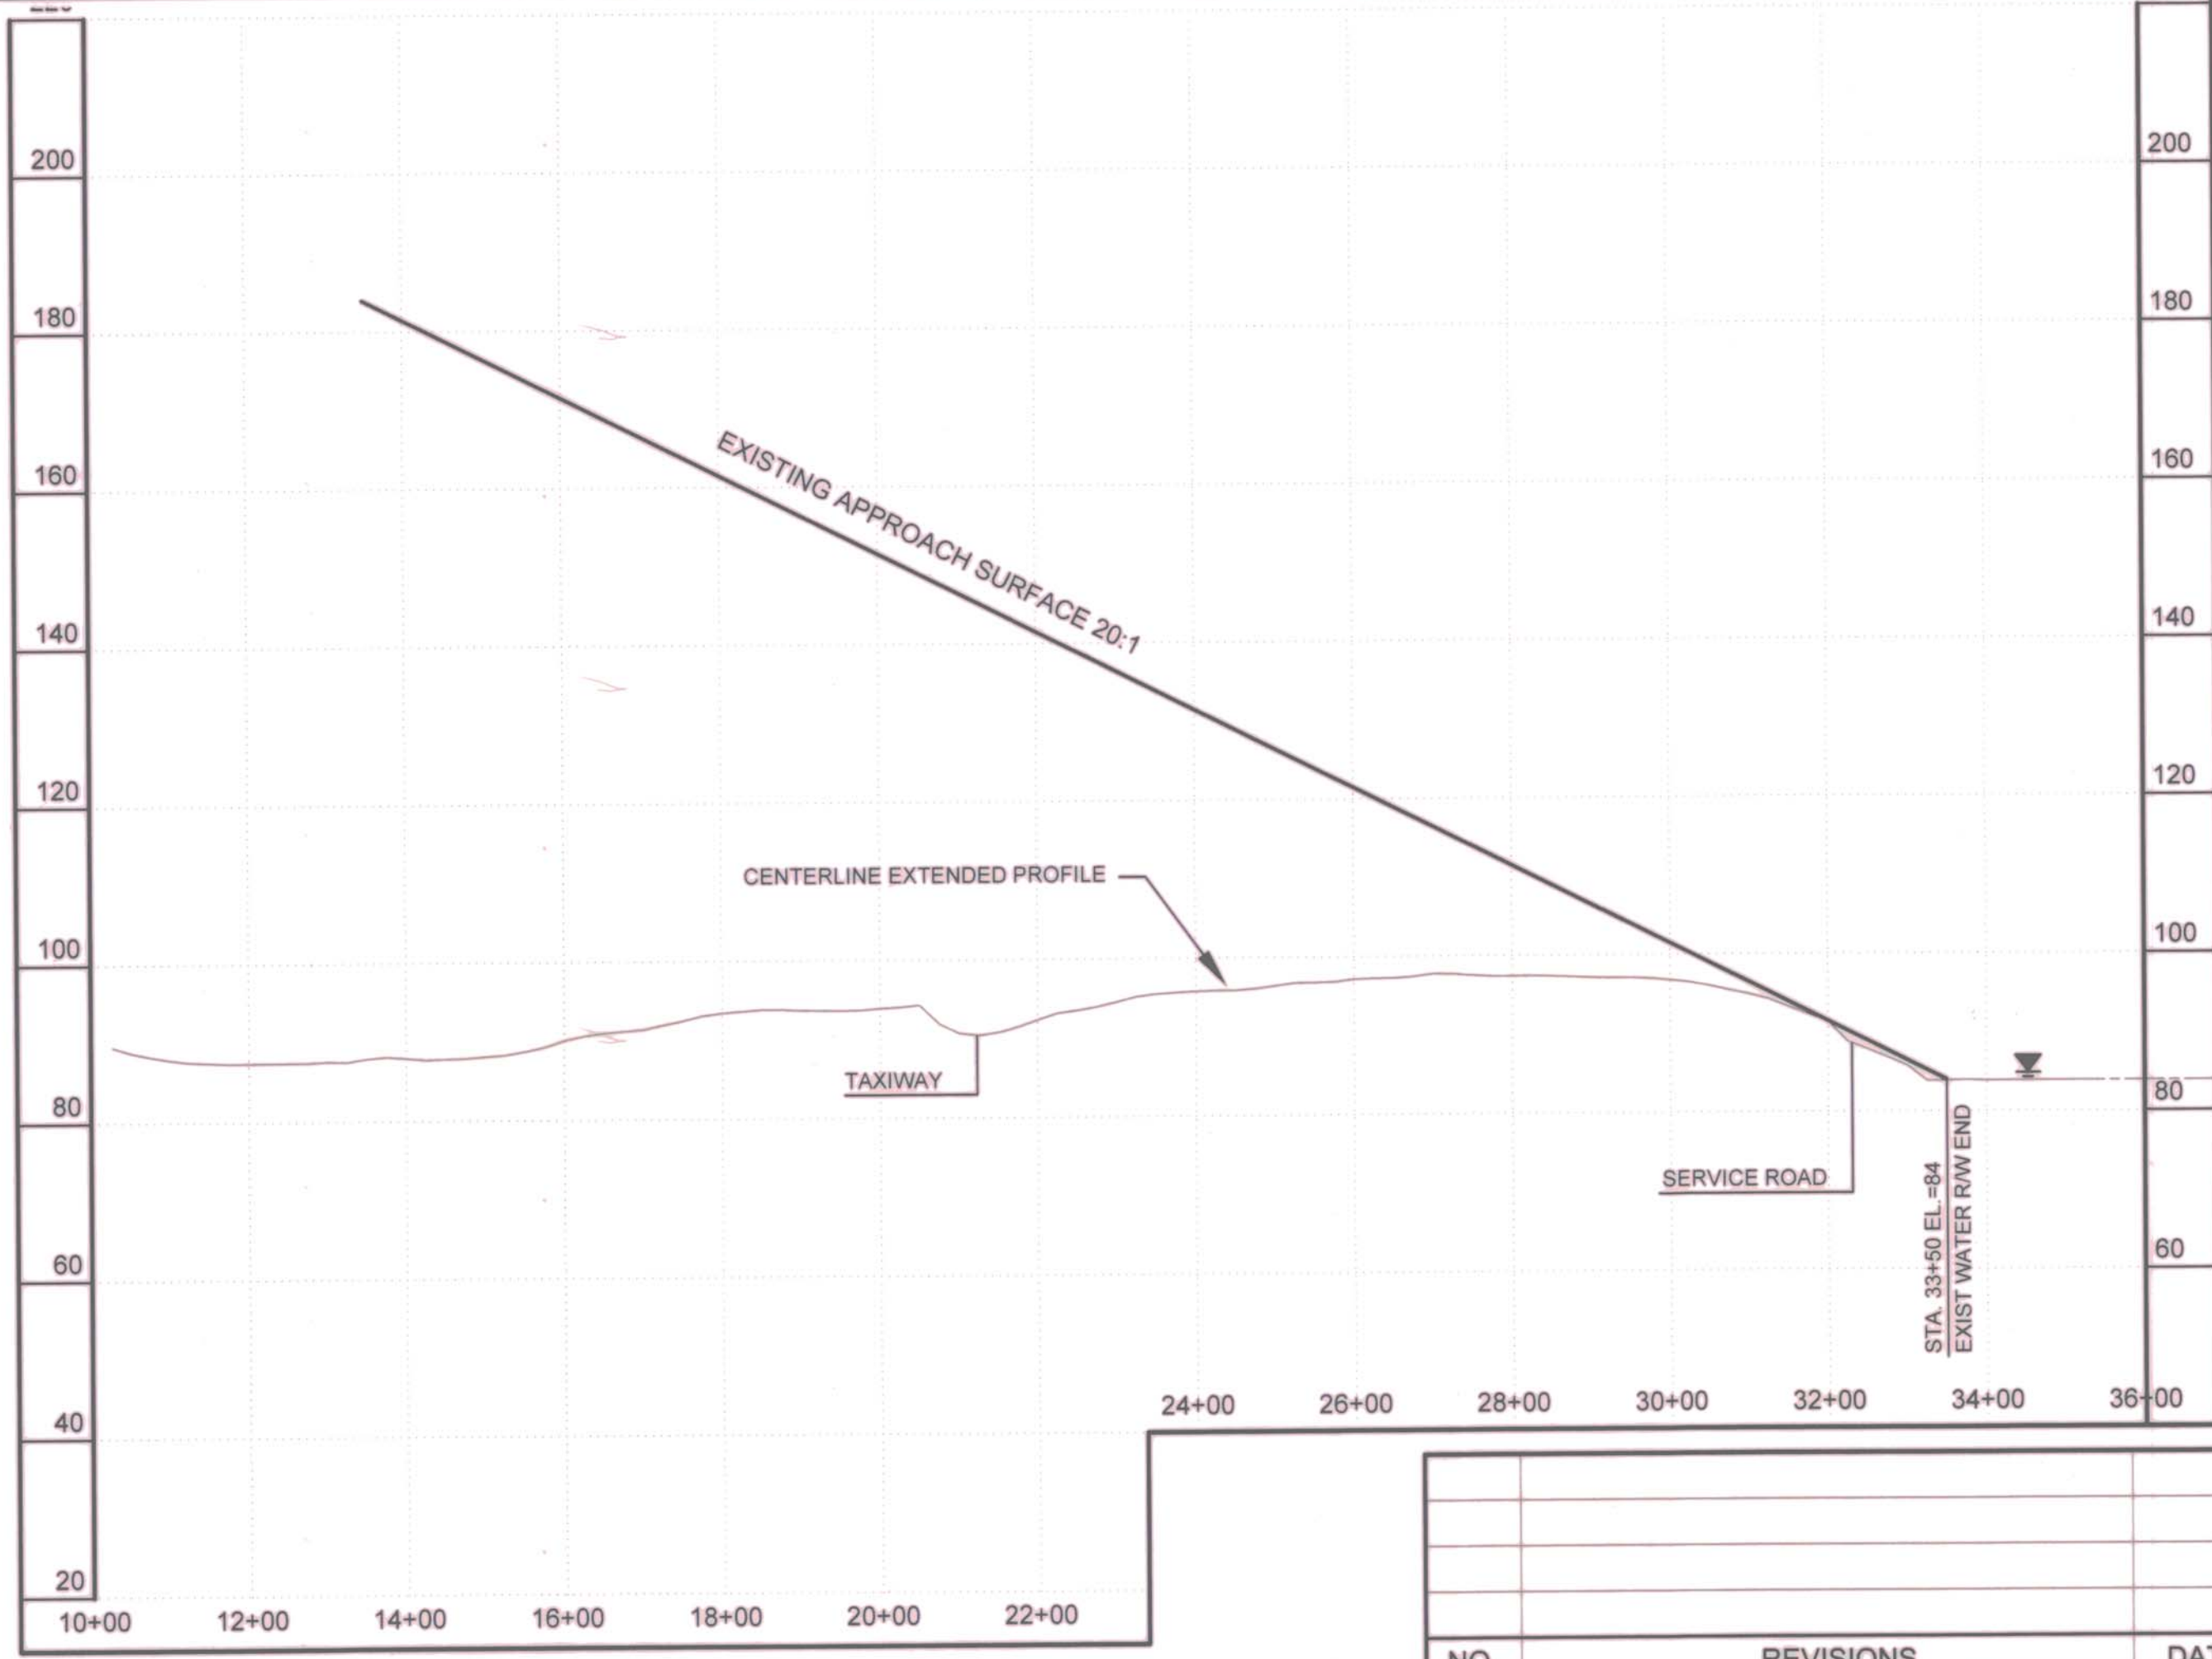 200
180
160
140
120
100
80
60
40
20
200
180
160
140
120
100
80
60
EXISTING APPROACH SURFACE 20:1
CENTERLINE EXTENDED PROFILE
TAXIWAY
SERVICE ROAD
STA. 33+50 EL.=84
EXIST WATER R/W END
24+00 26+00 28+00 30+00 32+00 34+00 36+00
10+00 12+00 14+00 16+00 18+00 20+00 22+00
NO REVISIONS